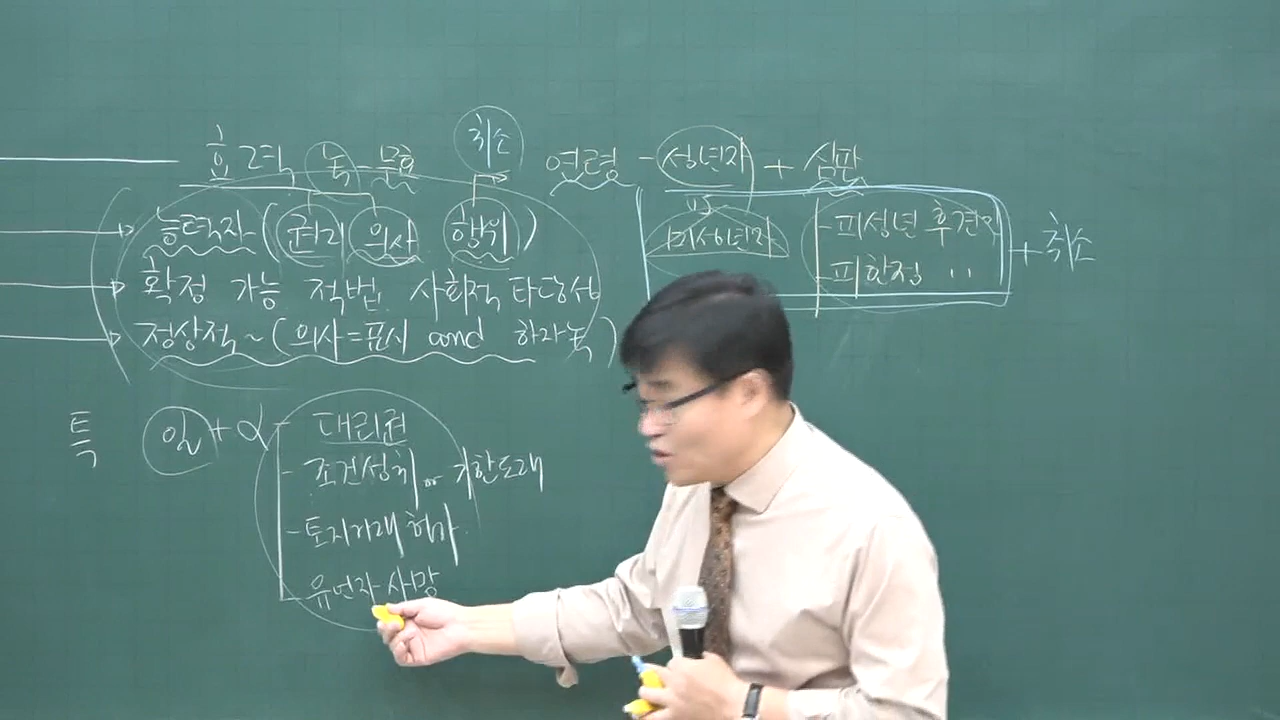 취소
효력 놈-무효 연령 - 성년자 + 심판
능력자 (권리 의사 행위)
미성년자 - 피성년 후견자 + 취소
- 피한정 〃
확정 가능 적법 사회적 타당성
정상적 ~ (의사=표시 and 하자놈)
특 일 + α - 대리권
- 조건성취 or 기한도래
- 토지거래 허가
- 유언자 사망